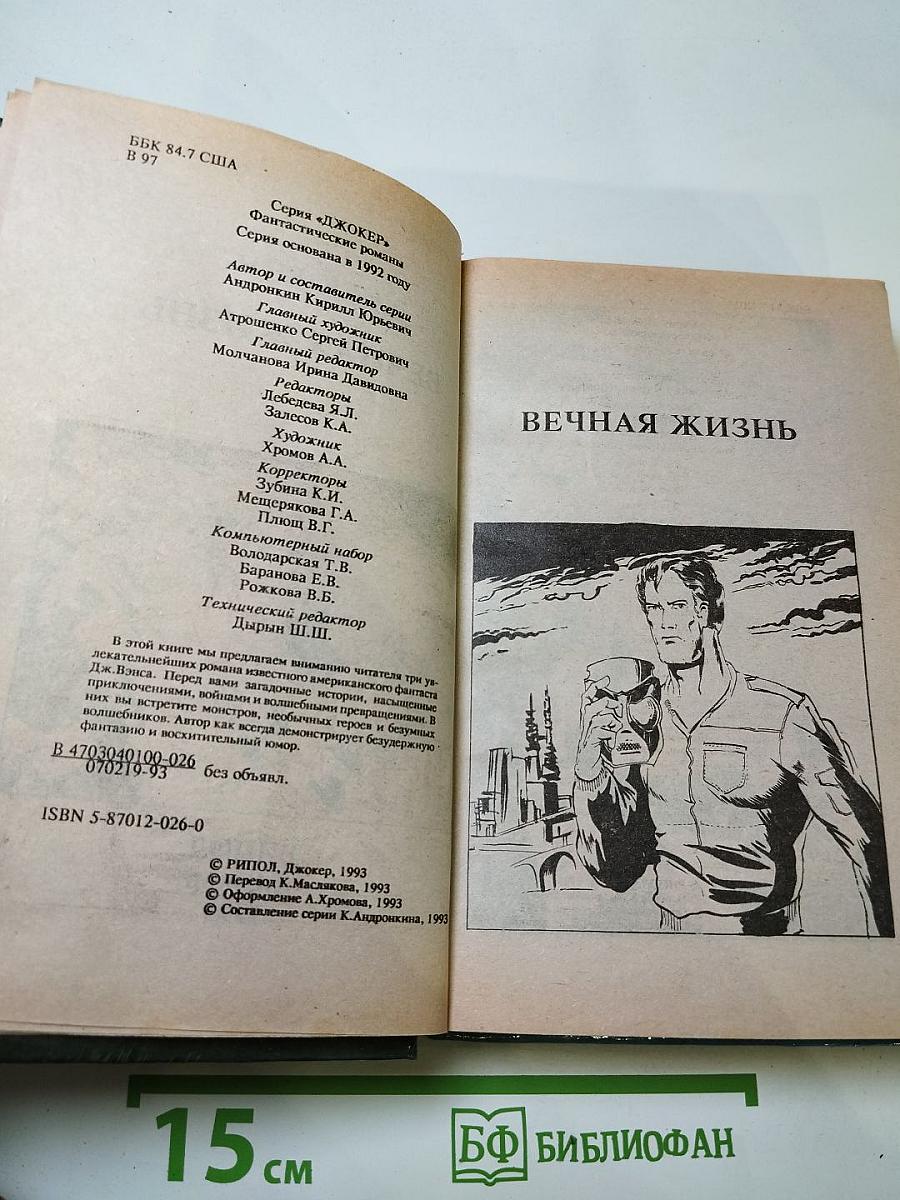 ББК 84.7 США
В 97
Серия «ДЖОКЕР»
Фантастические романы
Серия основана в 1992 году
Автор и составитель серии
Андронкин Кирилл Юрьевич
Главный художник
Атрошенко Сергей Петрович
Главный редактор
Молчанова Ирина Давидовна
Редакторы
Лебедева Я.Л.
Залесов К.А.
Художник
Хромов А.А.
Корректоры
Зубина К.И.
Мещерякова Г.А.
Плющ В.Г.
Компьютерный набор
Володарская Т.В.
Баранова Е.В.
Рожкова В.Б.
Технический редактор
Дырын Ш.Ш.
В этой книге мы предлагаем вниманию читателя три ув-
лекательнейших романа известного американского фантаста
Дж.Вэнса. Перед вами загадочные истории, насыщенные
приключениями, войнами и волшебными превращениями. В
них вы встретите монстров, необычных героев и безумных
волшебников. Автор как всегда демонстрирует безудержную
фантазию и восхитительный юмор.
В 4703040100-026
070219-93 без объявл.
ISBN 5-87012-026-0
© РИПОЛ, Джокер, 1993
© Перевод К.Маслякова, 1993
© Оформление А.Хромова, 1993
© Составление серии К.Андронкина, 1993
ВЕЧНАЯ ЖИЗНЬ
15 см
БФ БИБЛИОФАН